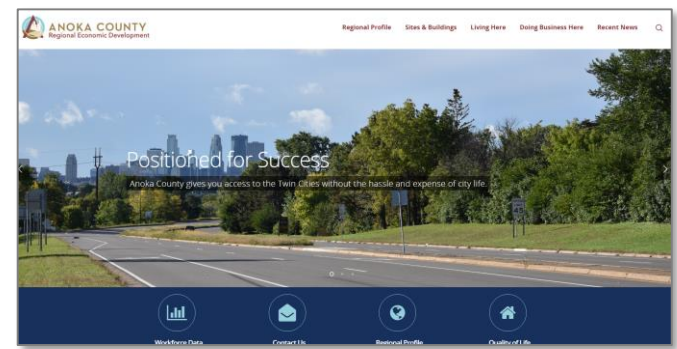 ANOKA COUNTY
Regional Economic Development
Regional Profile Sites & Buildings Living Here Doing Business Here Recent News
Positioned for Success
Anoka County gives you access to the Twin Cities without the hassle and expense of city life.
Workforce Data Contact Us Regional Profile Quality of Life